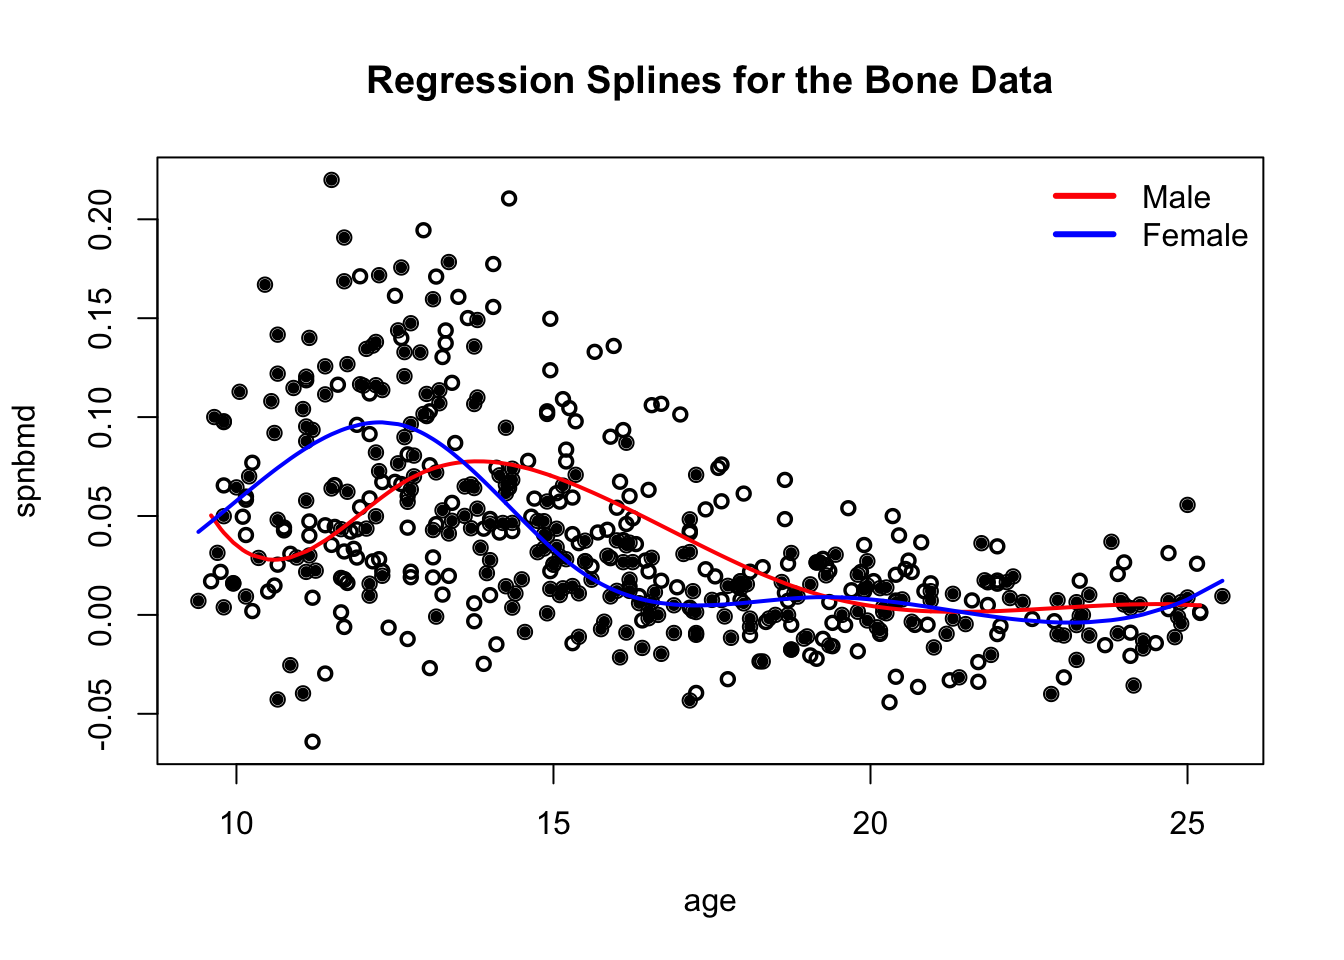 Regression Splines for the Bone Data
Male
Female
spnbmd
0.20
0.15
0.10
0.05
0.00
-0.05
10 15 20 25
age